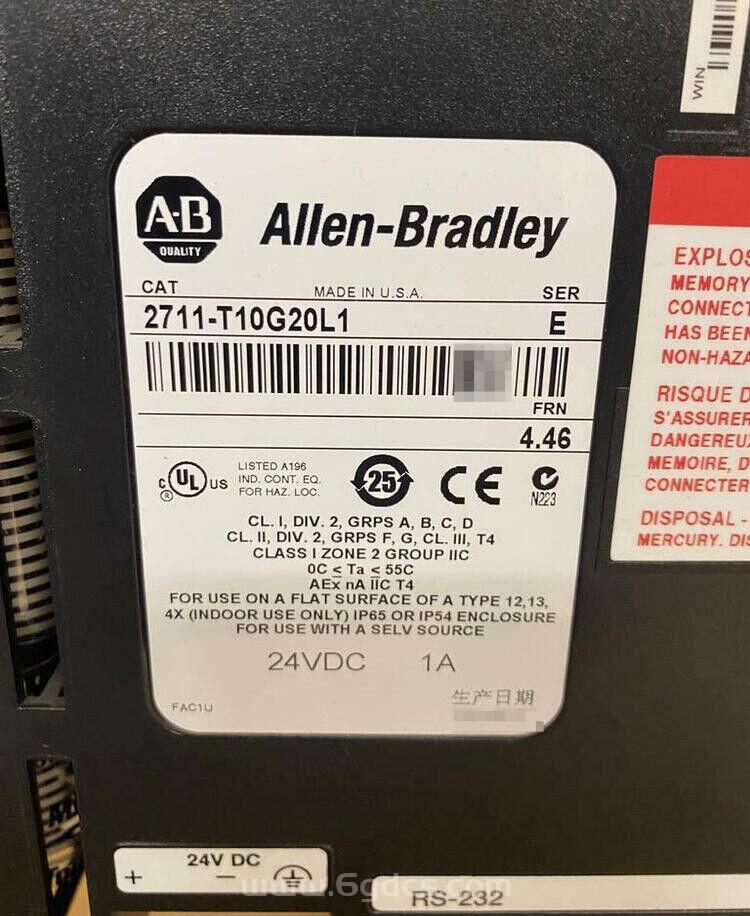 WIN
A·B
QUALITY
Allen-Bradley
CAT
MADE IN U.S.A.
SER
2711-T10G20L1
E
FRN
4.46
c UL US
®
LISTED A196
IND. CONT. EQ.
FOR HAZ. LOC.
25
CE
N223
CL. I, DIV. 2, GRPS A, B, C, D
CL. II, DIV. 2, GRPS F, G, CL. III, T4
CLASS I ZONE 2 GROUP IIC
0C ≤ Ta ≤ 55C
AEx nA IIC T4
FOR USE ON A FLAT SURFACE OF A TYPE 12,13,
4X (INDOOR USE ONLY) IP65 OR IP54 ENCLOSURE
FOR USE WITH A SELV SOURCE
24VDC 1A
生产日期
FAC1U
EXPLOS
MEMORY
CONNECT
HAS BEEN
NON-HAZA
RISQUE D
S'ASSURER
DANGEREU
MEMOIRE, D
CONNECTER
DISPOSAL -
MERCURY. DIS
24V DC
+ −
RS-232
www.6gdcs.com